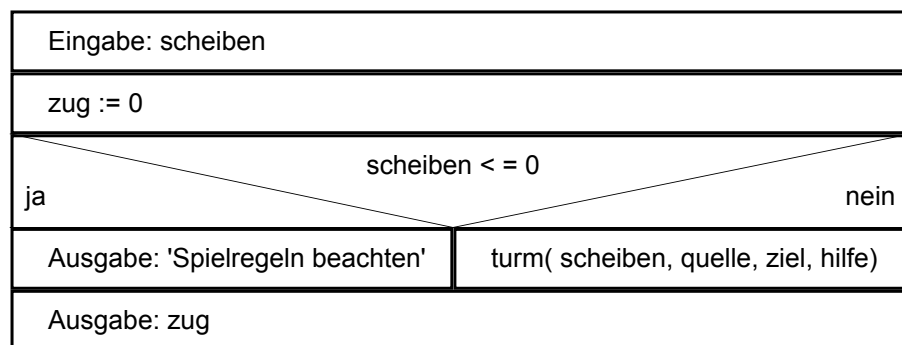 Eingabe: scheiben
zug := 0
scheiben < = 0
ja
nein
Ausgabe: 'Spielregeln beachten'
turm( scheiben, quelle, ziel, hilfe)
Ausgabe: zug